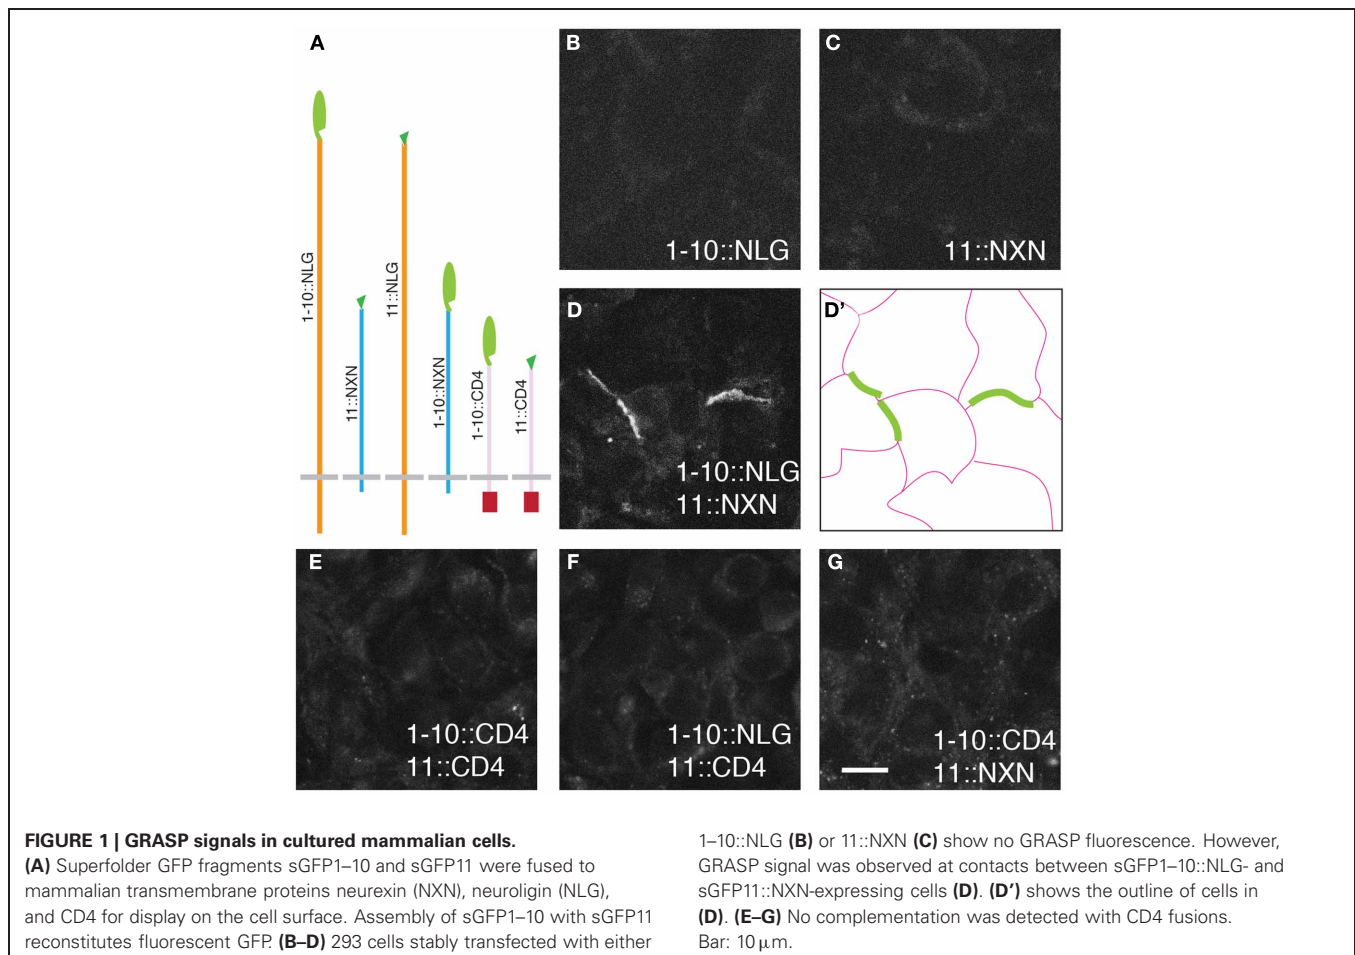 A
1-10::NLG
11::NXN
11::NLG
1-10::NXN
1-10::CD4
11::CD4
B
1-10::NLG
C
11::NXN
D
1-10::NLG
11::NXN
D’
E
1-10::CD4
11::CD4
F
1-10::NLG
11::CD4
G
1-10::CD4
11::NXN
FIGURE 1 | GRASP signals in cultured mammalian cells.
(A) Superfolder GFP fragments sGFP1–10 and sGFP11 were fused to
mammalian transmembrane proteins neurexin (NXN), neuroligin (NLG),
and CD4 for display on the cell surface. Assembly of sGFP1–10 with sGFP11
reconstitutes fluorescent GFP. (B–D) 293 cells stably transfected with either
1–10::NLG (B) or 11::NXN (C) show no GRASP fluorescence. However,
GRASP signal was observed at contacts between sGFP1–10::NLG- and
sGFP11::NXN-expressing cells (D). (D’) shows the outline of cells in
(D). (E–G) No complementation was detected with CD4 fusions.
Bar: 10 μm.